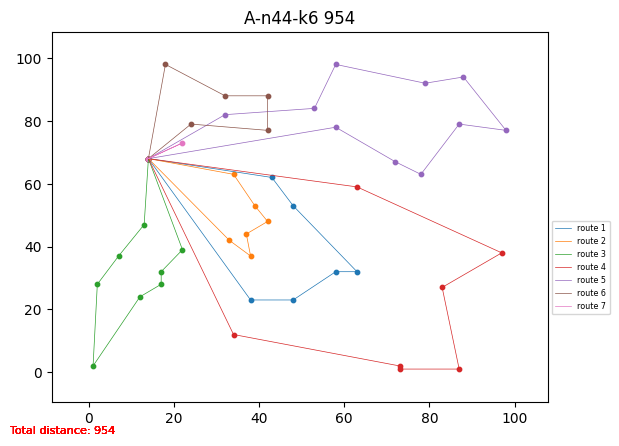 A-n44-k6 954
100
80
60
40
20
0
0 20 40 60 80 100
route 1
route 2
route 3
route 4
route 5
route 6
route 7
Total distance: 954